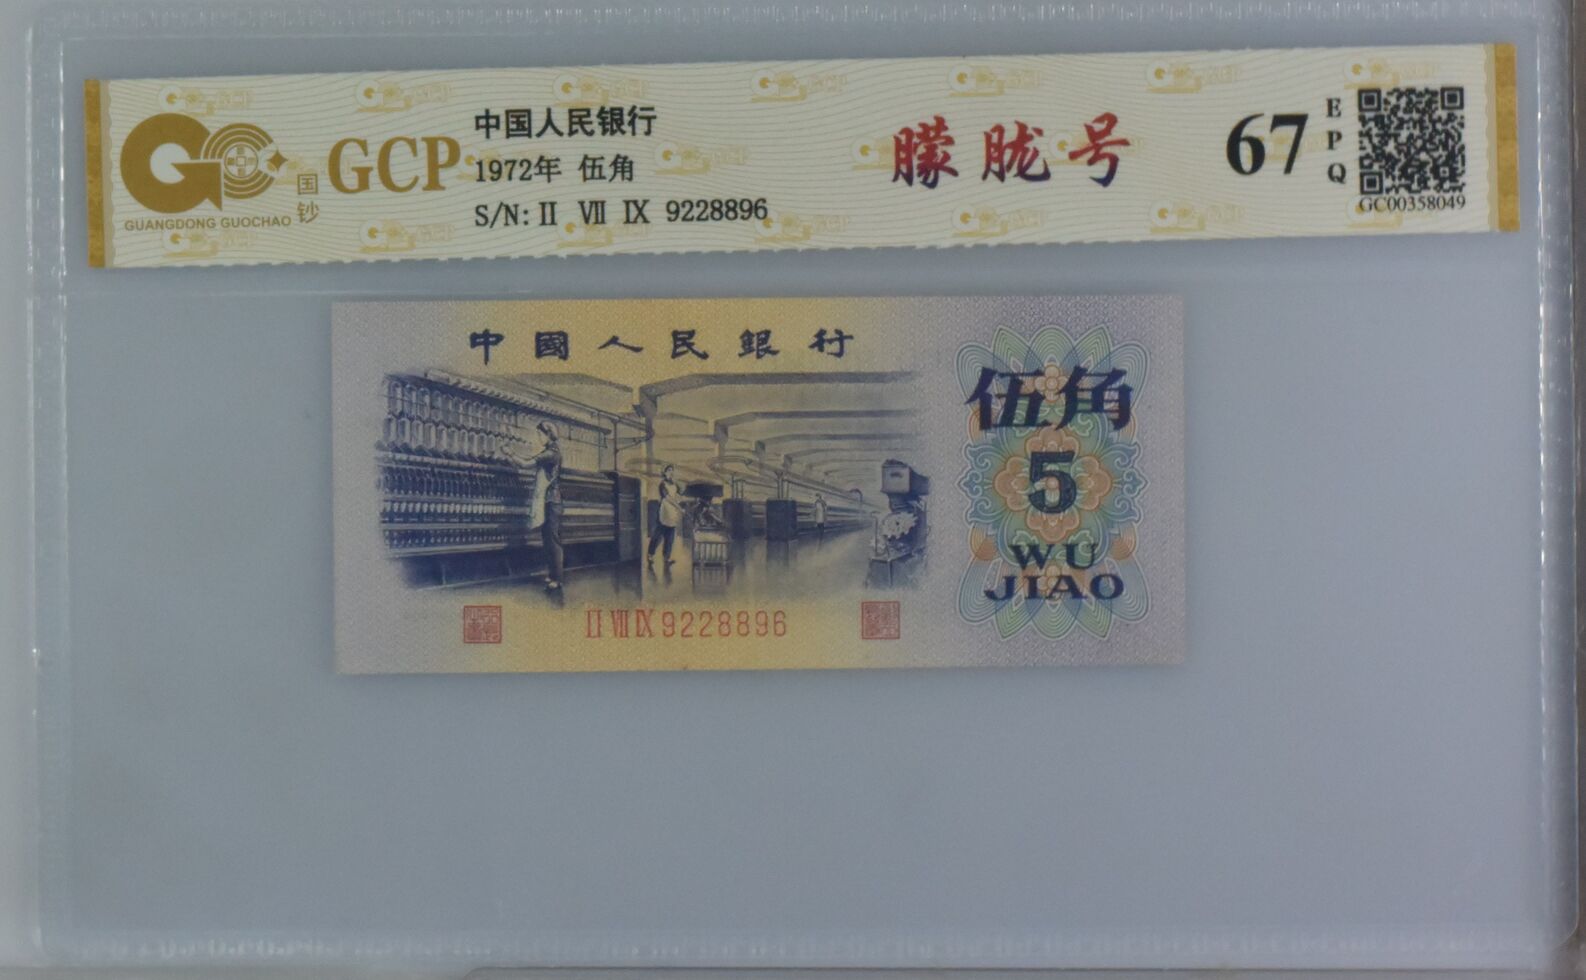 GCP
GUANGDONG GUOCHAO
国钞
中国人民银行
1972年 伍角
S/N: II VII IX 9228896
朦胧号
67
EPQ
GC00358049
中國人民銀行
伍角
5
WU
JIAO
II VII IX 9228896